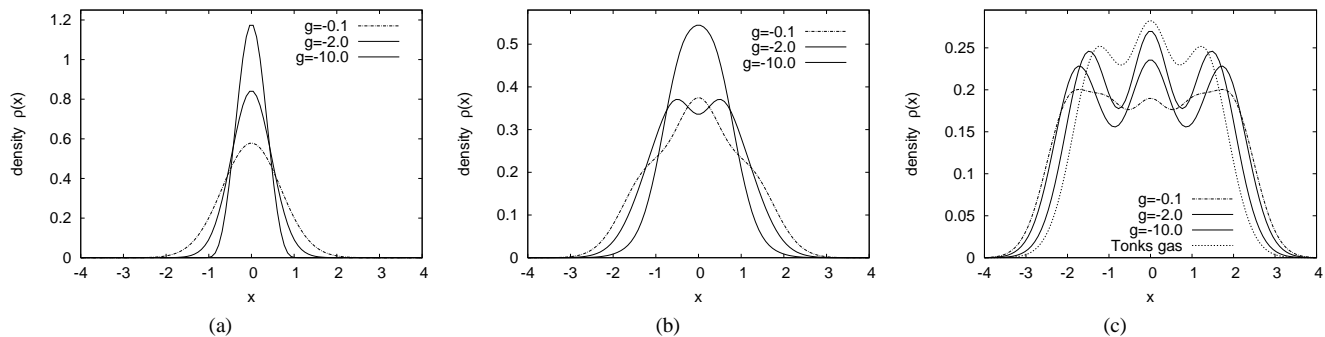 density ρ(x)
1.2
1
0.8
0.6
0.4
0.2
0
-4 -3 -2 -1 0 1 2 3 4
x
g=-0.1
g=-2.0
g=-10.0
(a)
density ρ(x)
0.5
0.4
0.3
0.2
0.1
0
-4 -3 -2 -1 0 1 2 3 4
x
g=-0.1
g=-2.0
g=-10.0
(b)
density ρ(x)
0.25
0.2
0.15
0.1
0.05
0
-4 -3 -2 -1 0 1 2 3 4
x
g=-0.1
g=-2.0
g=-10.0
Tonks gas
(c)